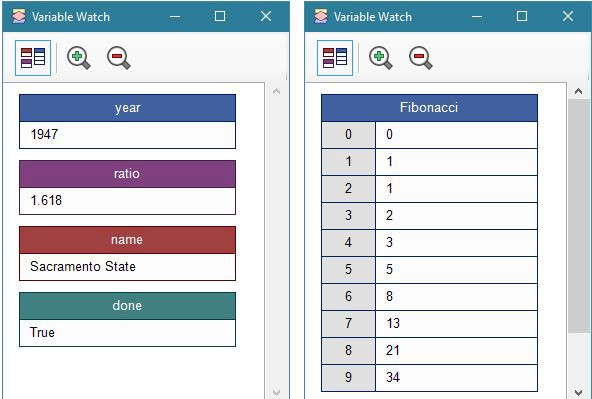 Variable Watch
year
1947
ratio
1.618
name
Sacramento State
done
True
Variable Watch
Fibonacci
0 0
1 1
2 1
3 2
4 3
5 5
6 8
7 13
8 21
9 34